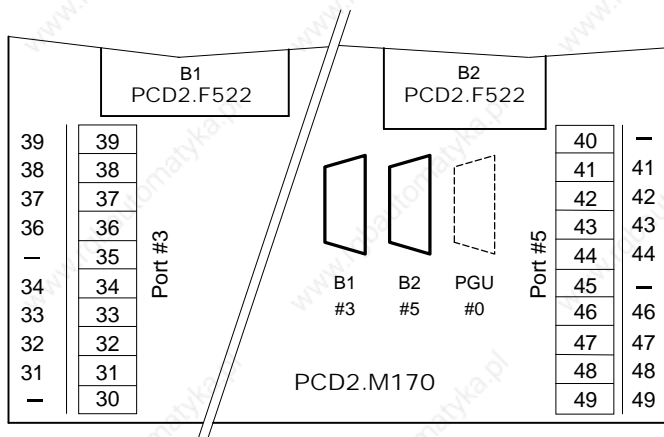 B1
PCD2.F522
B2
PCD2.F522
39 39
38 38
37 37
36 36
– 35
34 34
33 33
32 32
31 31
– 30
Port #3
B1
#3
B2
#5
PGU
#0
Port #5
40 –
41 41
42 42
43 43
44 44
45 –
46 46
47 47
48 48
49 49
PCD2.M170